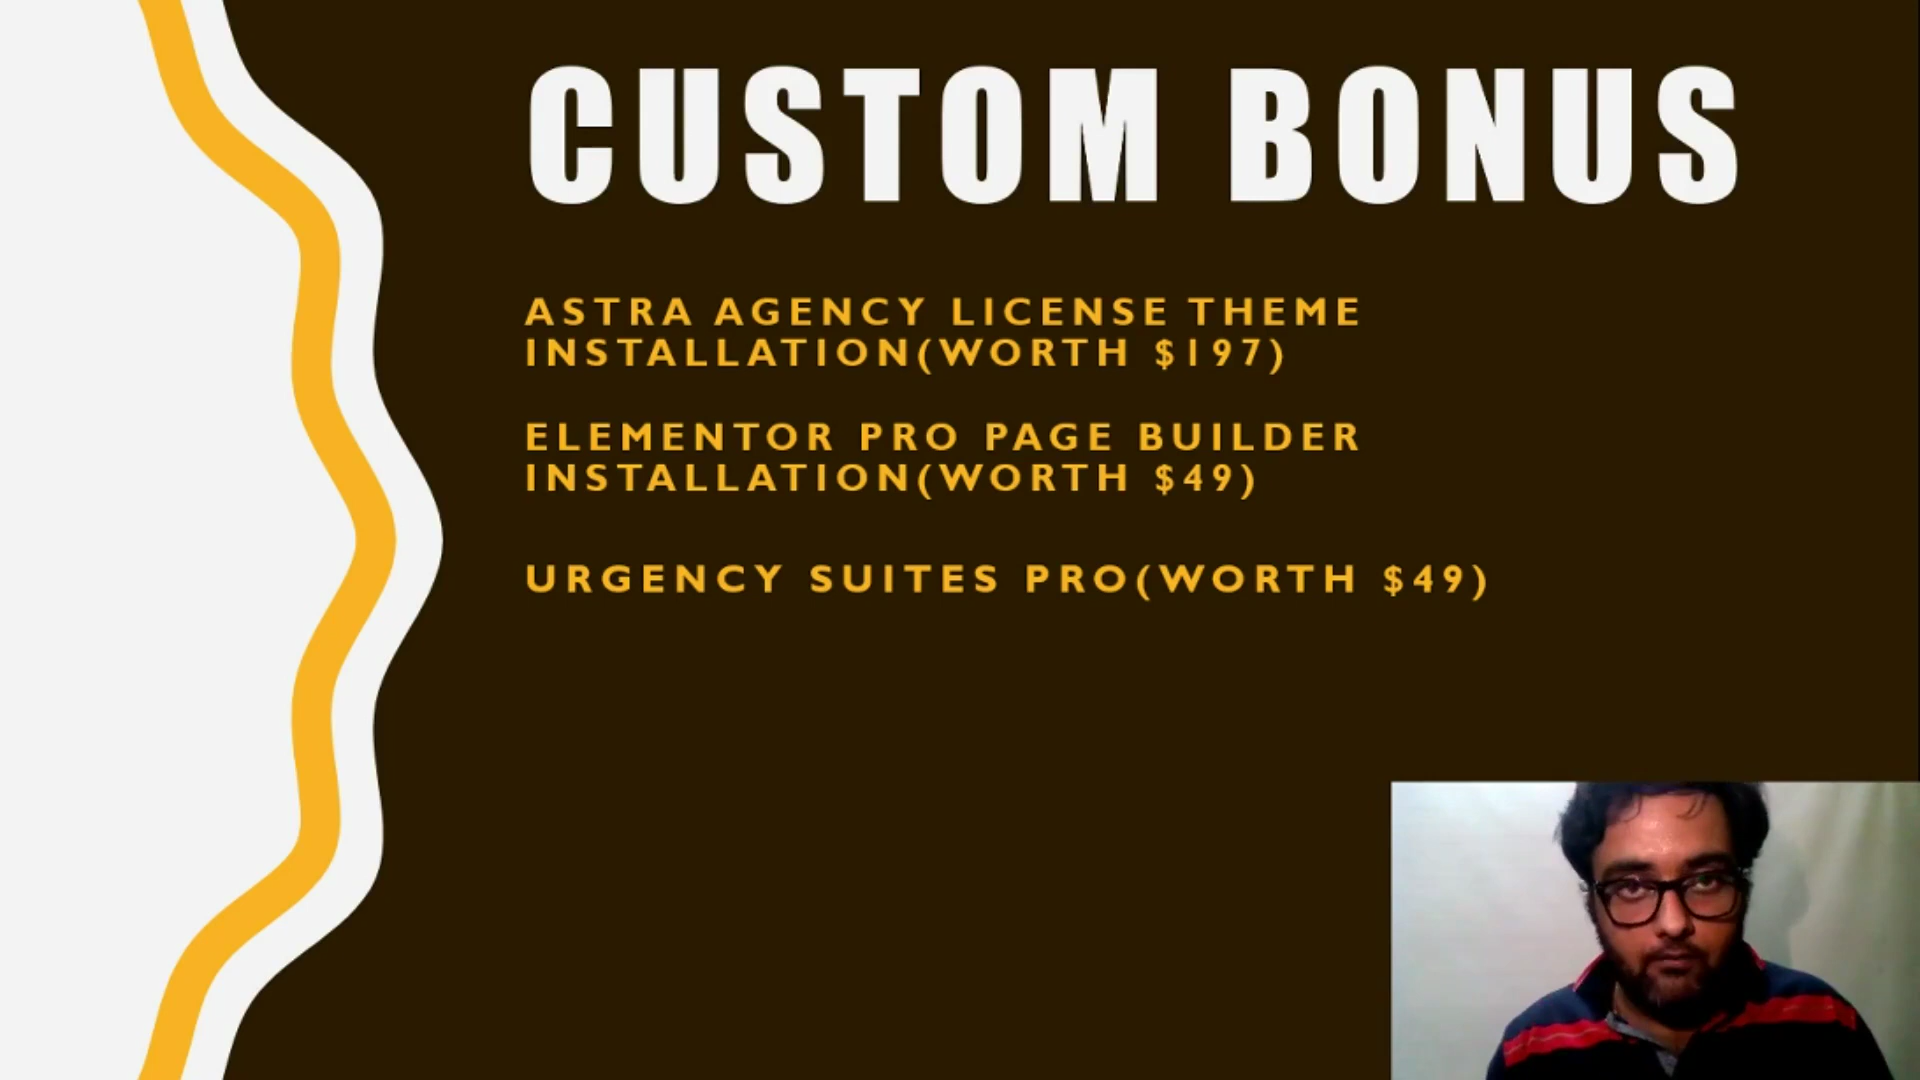 CUSTOM BONUS
ASTRA AGENCY LICENSE THEME
INSTALLATION(WORTH $197)
ELEMENTOR PRO PAGE BUILDER
INSTALLATION(WORTH $49)
URGENCY SUITES PRO(WORTH $49)